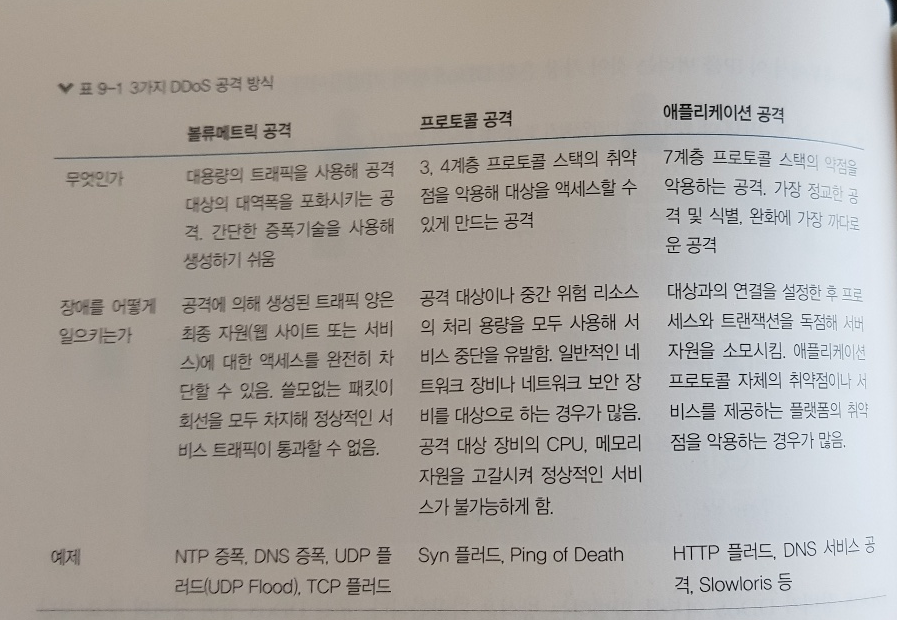 표 9-1 3가지 DDoS 공격 방식
볼류메트릭 공격
프로토콜 공격
애플리케이션 공격
무엇인가
대용량의 트래픽을 사용해 공격
대상의 대역폭을 포화시키는 공
격. 간단한 증폭기술을 사용해
생성하기 쉬움
3, 4계층 프로토콜 스택의 취약
점을 악용해 대상을 액세스할 수
있게 만드는 공격
7계층 프로토콜 스택의 약점을
악용하는 공격. 가장 정교한 공
격 및 식별, 완화에 가장 까다로
운 공격
장애를 어떻게
일으키는가
공격에 의해 생성된 트래픽 양은
최종 자원(웹 사이트 또는 서비
스)에 대한 액세스를 완전히 차
단할 수 있음. 쓸모없는 패킷이
회선을 모두 차지해 정상적인 서
비스 트래픽이 통과할 수 없음.
공격 대상이나 중간 위험 리소스
의 처리 용량을 모두 사용해 서
비스 중단을 유발함. 일반적인 네
트워크 장비나 네트워크 보안 장
비를 대상으로 하는 경우가 많음.
공격 대상 장비의 CPU, 메모리
자원을 고갈시켜 정상적인 서비
스가 불가능하게 함.
대상과의 연결을 설정한 후 프로
세스와 트랜잭션을 독점해 서버
자원을 소모시킴. 애플리케이션
프로토콜 자체의 취약점이나 서
비스를 제공하는 플랫폼의 취약
점을 악용하는 경우가 많음.
예제
NTP 증폭, DNS 증폭, UDP 플
러드(UDP Flood), TCP 플러드
Syn 플러드, Ping of Death
HTTP 플러드, DNS 서비스 공
격, Slowloris 등